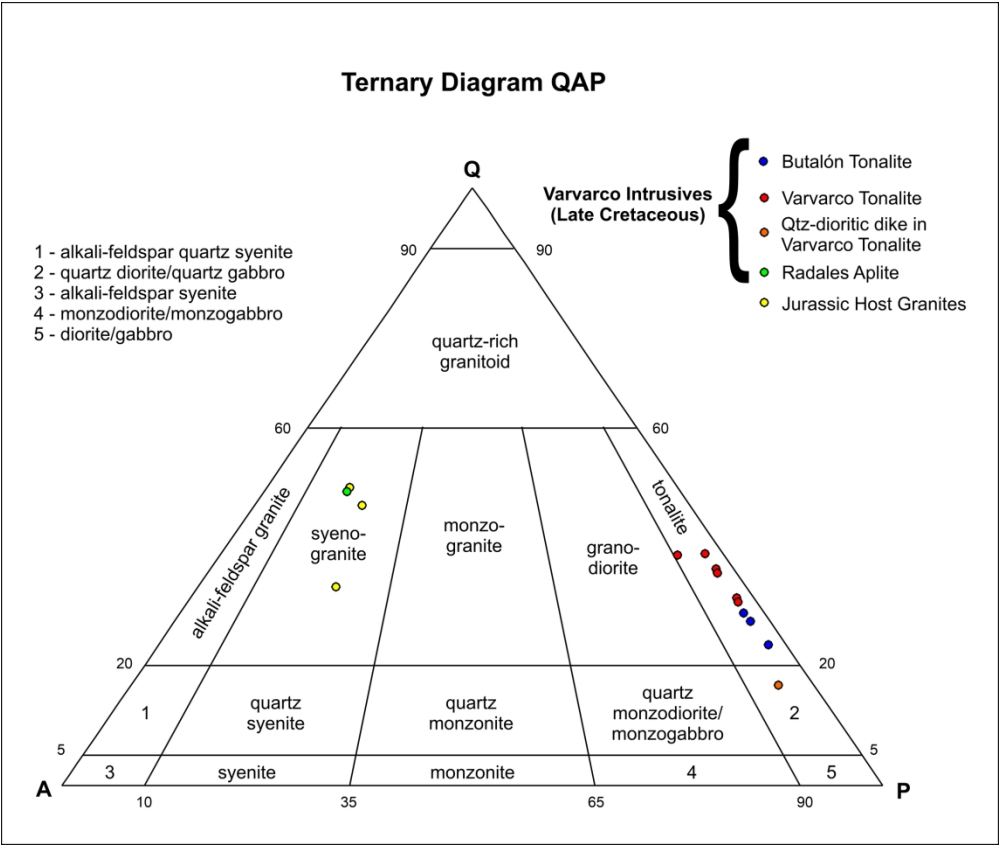 Ternary Diagram QAP
Q
Varvarco Intrusives
(Late Cretaceous)
Butalón Tonalite
Varvarco Tonalite
Qtz-dioritic dike in
Varvarco Tonalite
Radales Aplite
Jurassic Host Granites
1 - alkali-feldspar quartz syenite
2 - quartz diorite/quartz gabbro
3 - alkali-feldspar syenite
4 - monzodiorite/monzogabbro
5 - diorite/gabbro
90
90
quartz-rich
granitoid
60
60
alkali-feldspar granite
syeno-
granite
monzo-
granite
grano-
diorite
tonalite
20
20
1
quartz
syenite
quartz
monzonite
quartz
monzodiorite/
monzogabbro
2
5
5
A
3
syenite
monzonite
4
5
P
10
35
65
90